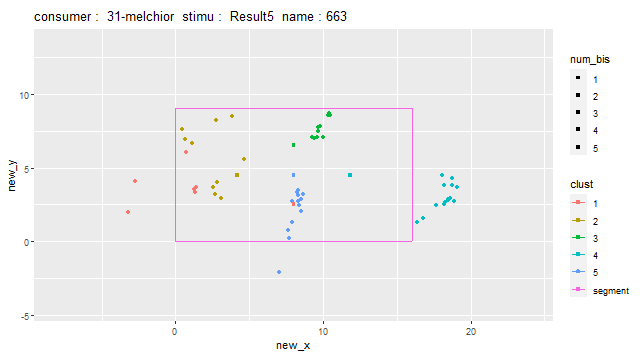 consumer :  31-melchior  stimu :  Result5  name : 663
new_y
10
5
0
-5
0
10
20
new_x
num_bis
1
2
3
4
5
clust
1
2
3
4
5
segment